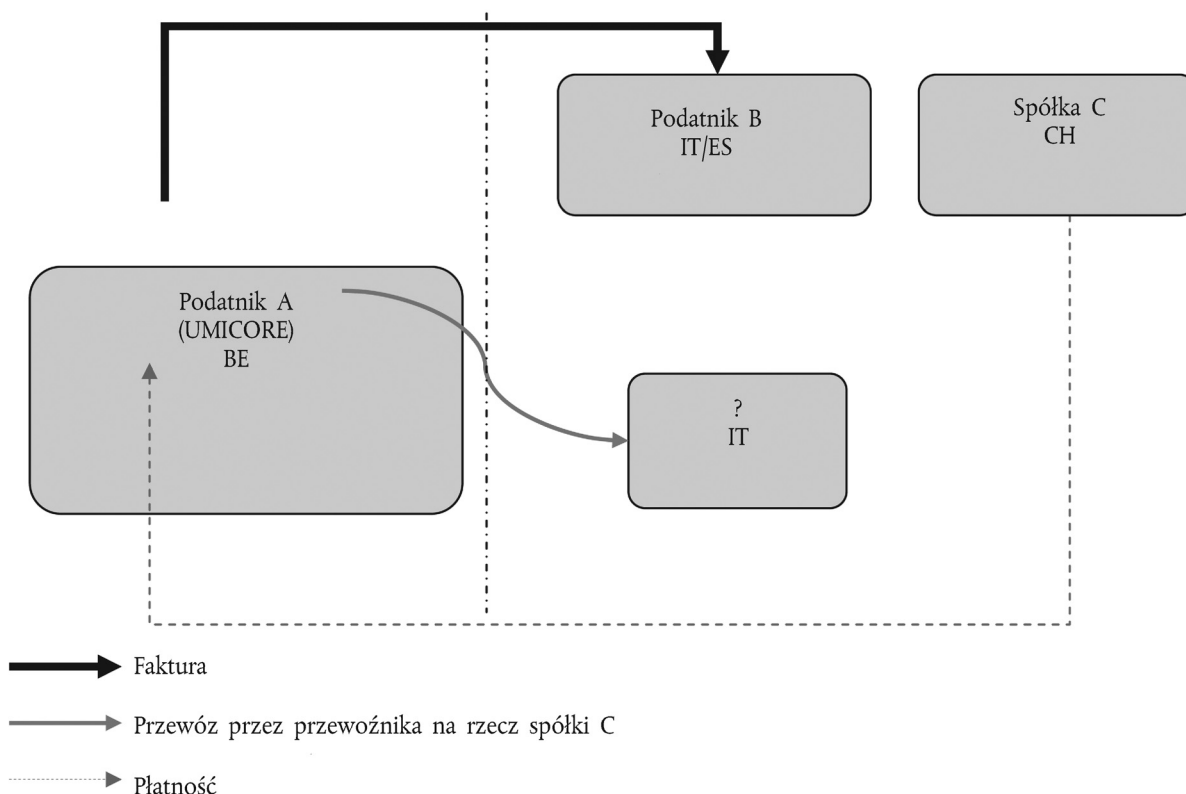 Podatnik B
IT/ES
Spółka C
CH
Podatnik A
(UMICORE)
BE
?
IT
Faktura
Przewóz przez przewoźnika na rzecz spółki C
Płatność